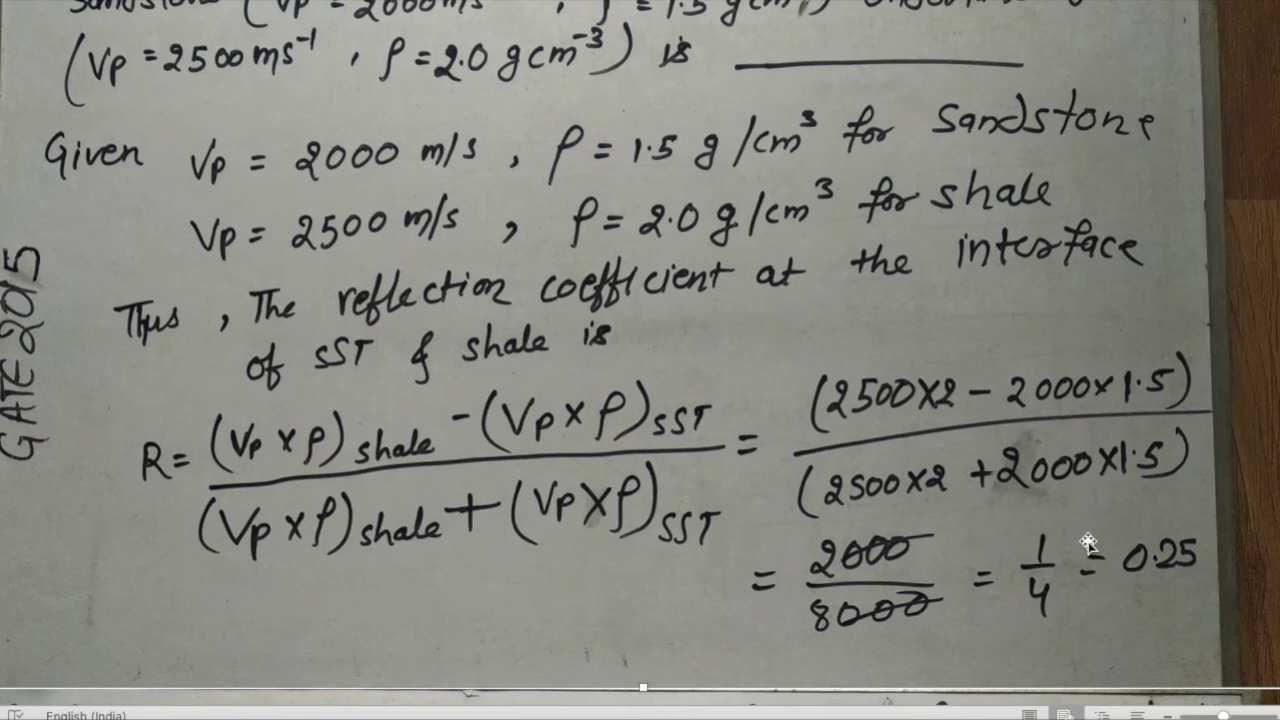 (Vp = 2500 ms⁻¹ , ρ = 2.0 g cm⁻³) is ________
Given Vp = 2000 m/s , ρ = 1.5 g/cm³ for Sandstone
Vp = 2500 m/s , ρ = 2.0 g/cm³ for shale
Thus , The reflection coefficient at the interface
of SST & shale is
R = (Vp × ρ) shale - (Vp × ρ) SST / (Vp × ρ) shale + (Vp × ρ) SST = (2500×2 - 2000×1.5) / (2500×2 + 2000×1.5)
= 2000/8000 = 1/4 = 0.25
GATE 2015
English (India)